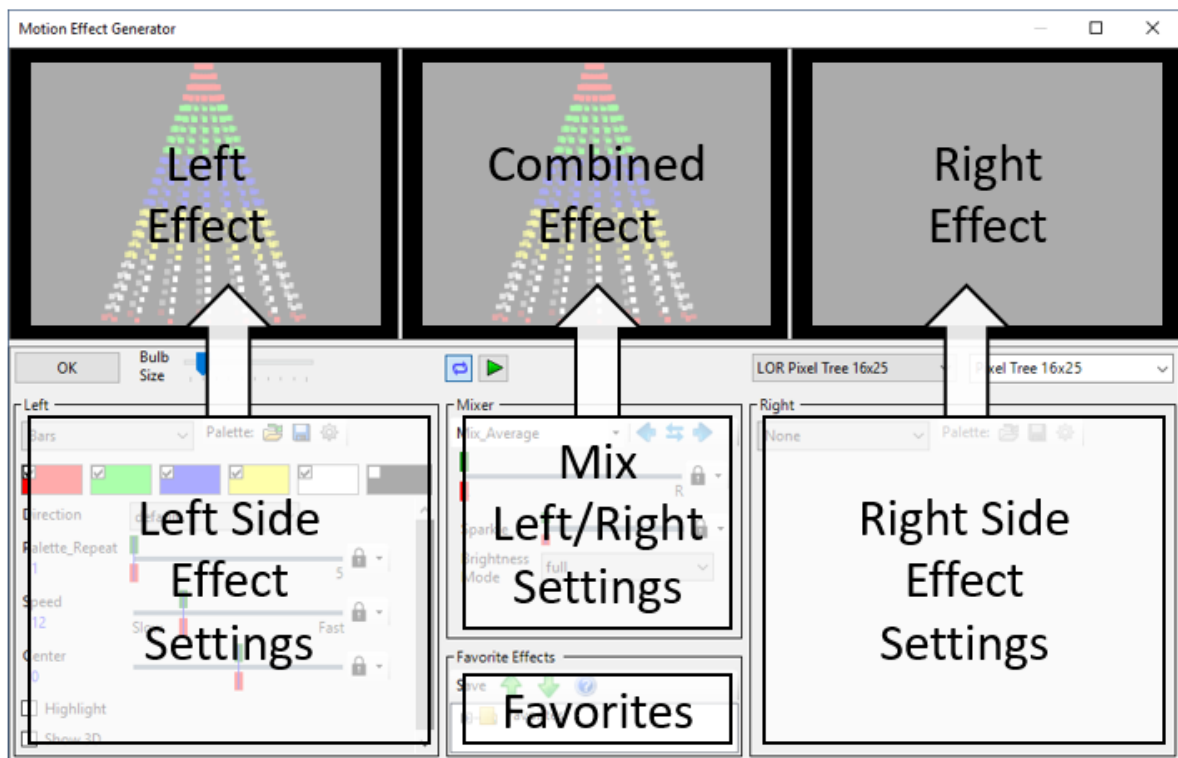 Motion Effect Generator
Left
Effect
Combined
Effect
Right
Effect
OK
Bulb
Size
LOR Pixel Tree 16x25
Pixel Tree 16x25
Left
Bars
Palette:
Direction
Palette_Repeat
1
5
Speed
12
Slow
Fast
Center
0
Highlight
Show 3D
Left Side
Effect
Settings
Mixer
Mix_Average
R
Sparkle
Brightness
Mode
full
Mix
Left/Right
Settings
Favorite Effects
Save
Favorites
Right
None
Palette:
Right Side
Effect
Settings